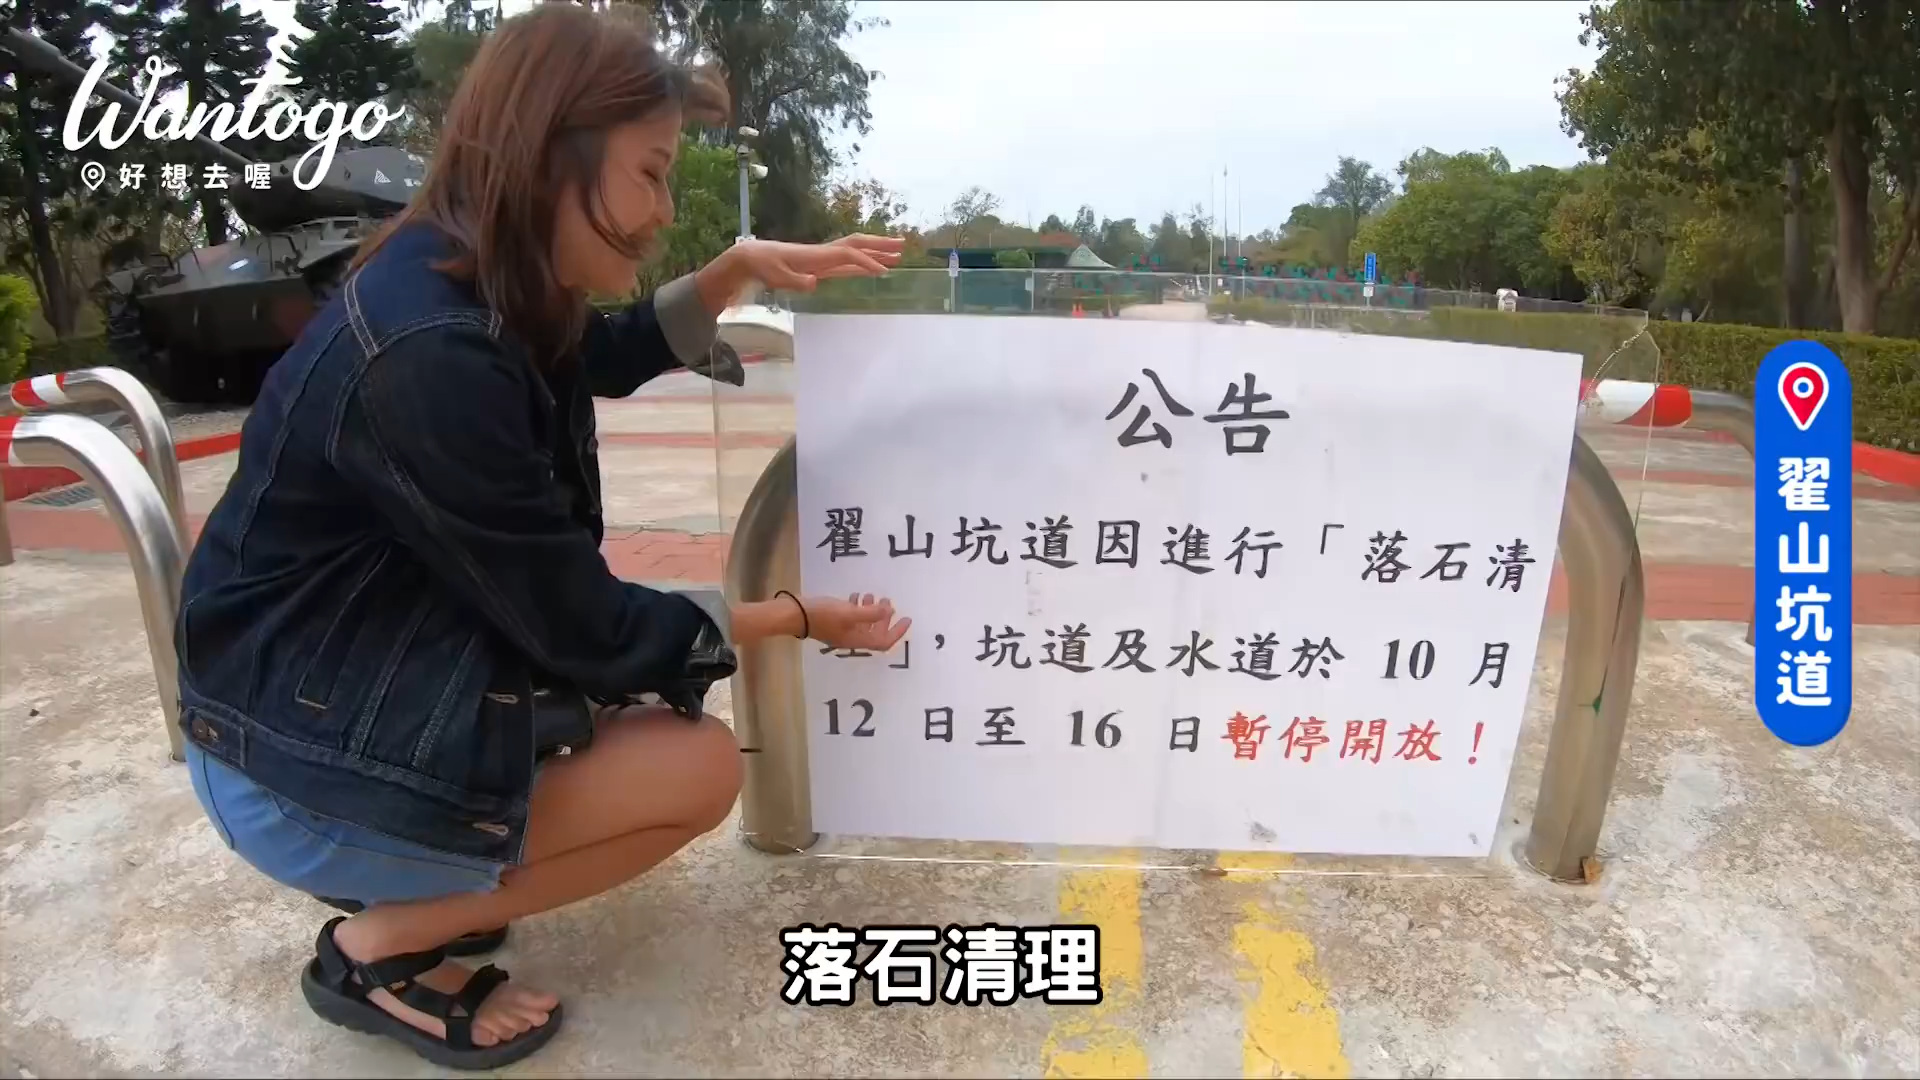 Wantogo
好想去喔
公告
翟山坑道因進行「落石清
理」，坑道及水道於 10 月
12 日至 16 日暫停開放！
翟山坑道
落石清理